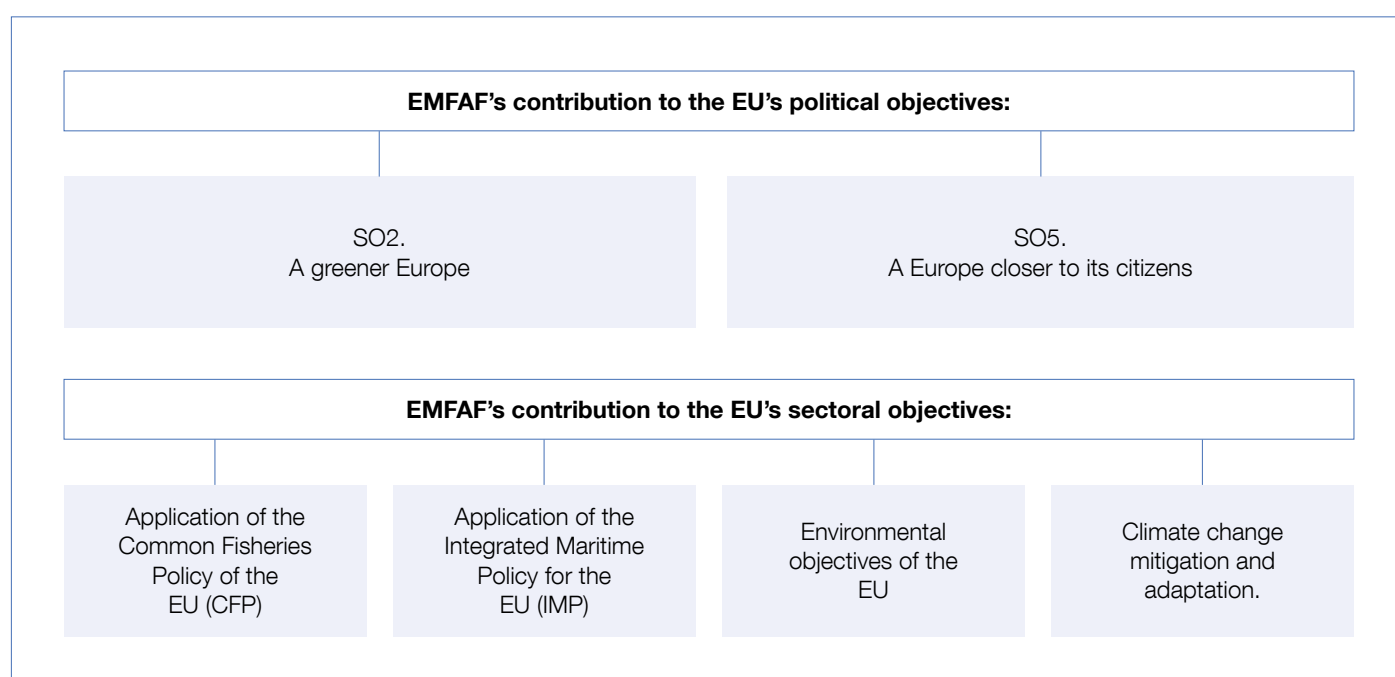 EMFAF’s contribution to the EU’s political objectives:
SO2.
A greener Europe
SO5.
A Europe closer to its citizens
EMFAF’s contribution to the EU’s sectoral objectives:
Application of the
Common Fisheries
Policy of the
EU (CFP)
Application of the
Integrated Maritime
Policy for the
EU (IMP)
Environmental
objectives of the
EU
Climate change
mitigation and
adaptation.